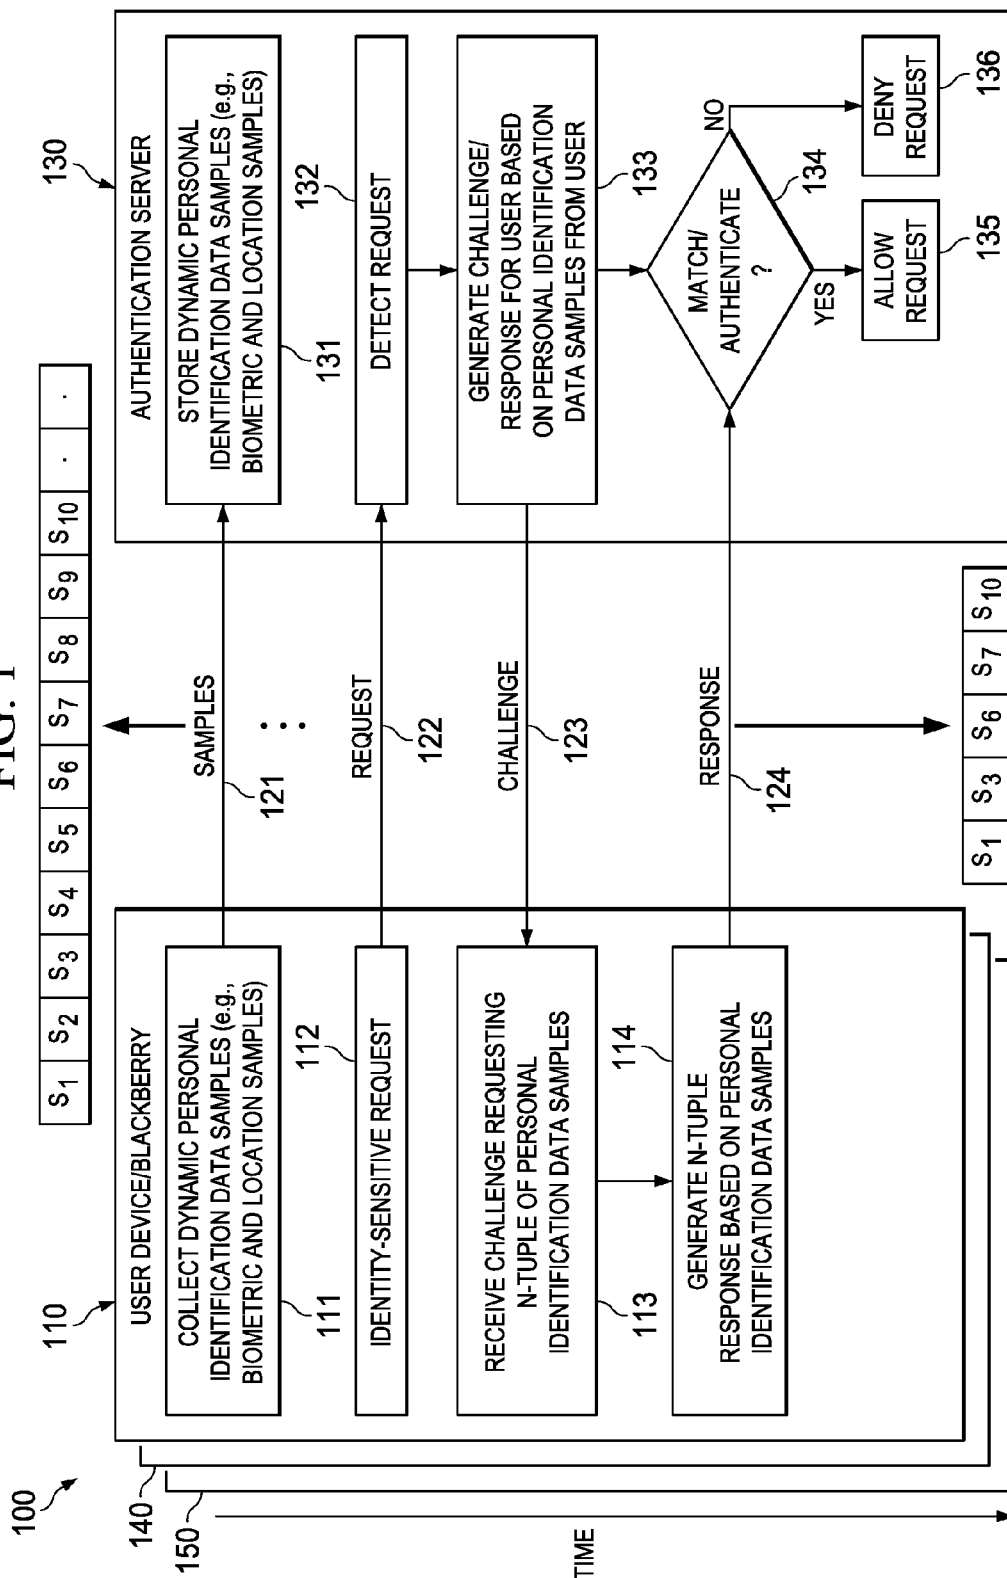 FIG. 1
S1 S2 S3 S4 S5 S6 S7 S8 S9 S10 . .
100
110
130
USER DEVICE/BLACKBERRY
AUTHENTICATION SERVER
COLLECT DYNAMIC PERSONAL
IDENTIFICATION DATA SAMPLES (e.g.,
BIOMETRIC AND LOCATION SAMPLES)
111
SAMPLES
121
STORE DYNAMIC PERSONAL
IDENTIFICATION DATA SAMPLES (e.g.,
BIOMETRIC AND LOCATION SAMPLES)
131
...
112
IDENTITY-SENSITIVE REQUEST
REQUEST
122
132
DETECT REQUEST
RECEIVE CHALLENGE REQUESTING
N-TUPLE OF PERSONAL
IDENTIFICATION DATA SAMPLES
113
CHALLENGE
123
GENERATE CHALLENGE/
RESPONSE FOR USER BASED
ON PERSONAL IDENTIFICATION
DATA SAMPLES FROM USER
133
114
GENERATE N-TUPLE
RESPONSE BASED ON PERSONAL
IDENTIFICATION DATA SAMPLES
RESPONSE
124
MATCH/
AUTHENTICATE
?
134
NO
YES
ALLOW
REQUEST
135
DENY
REQUEST
136
140
150
TIME
S1 S3 S6 S7 S10